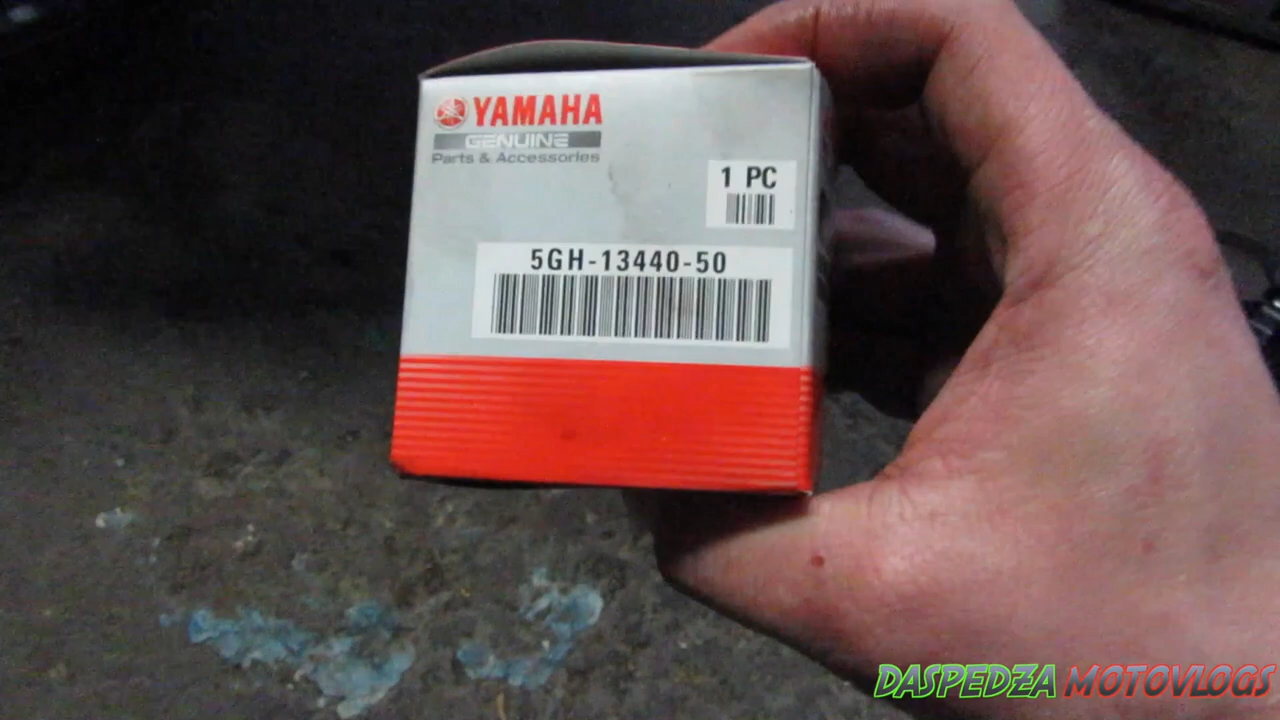 YAMAHA
GENUINE
Parts & Accessories
1 PC
5GH-13440-50
DASPEDZA MOTOVLOGS